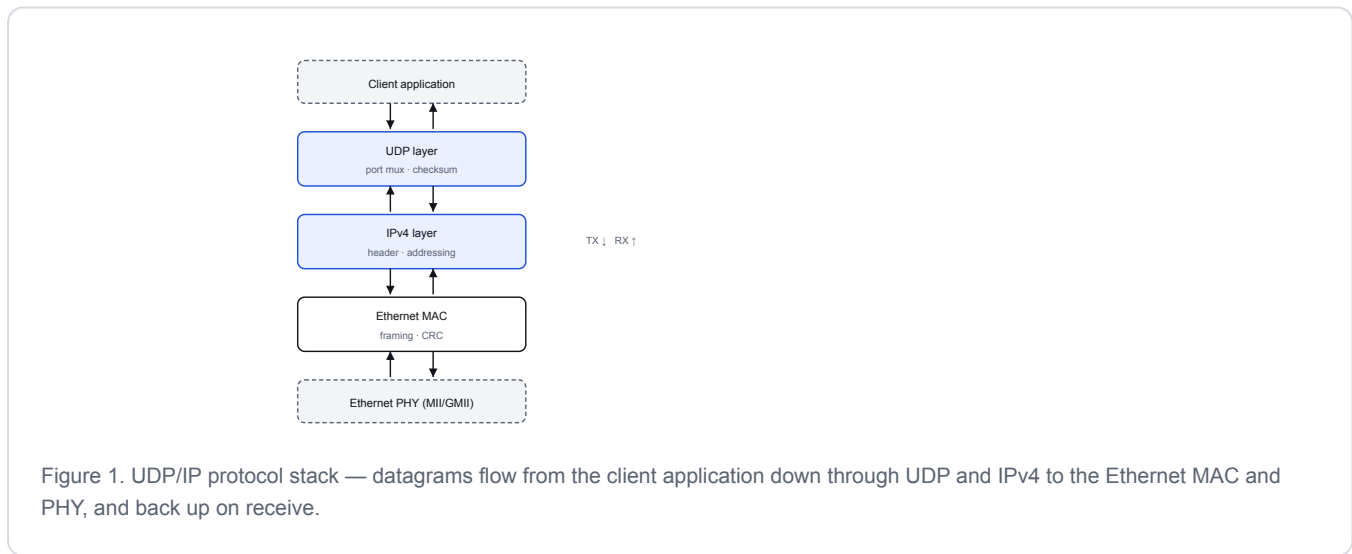 Client application
UDP layer
port mux · checksum
IPv4 layer
header · addressing
TX ↓ RX ↑
Ethernet MAC
framing · CRC
Ethernet PHY (MII/GMII)
Figure 1. UDP/IP protocol stack — datagrams flow from the client application down through UDP and IPv4 to the Ethernet MAC and
PHY, and back up on receive.